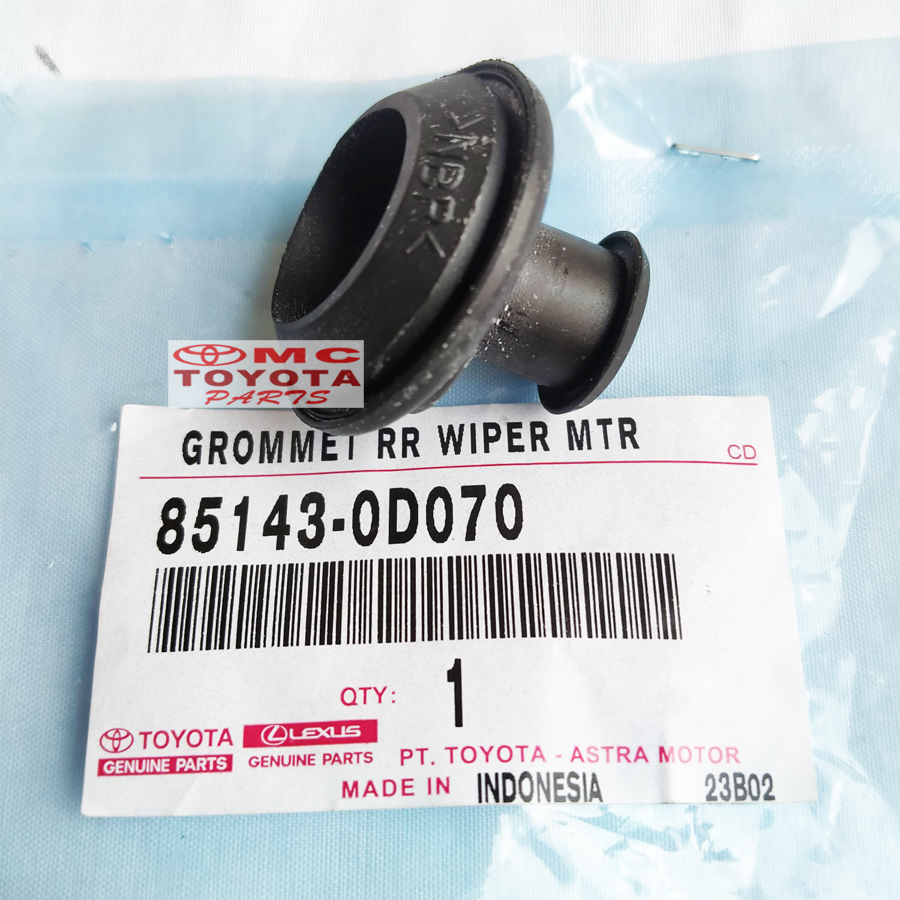 >NBR<
MC
TOYOTA
PARTS
GROMMET RR WIPER MTR
CD
85143-0D070
QTY: 1
TOYOTA
GENUINE PARTS
LEXUS
GENUINE PARTS
PT. TOYOTA - ASTRA MOTOR
MADE IN INDONESIA 23B02